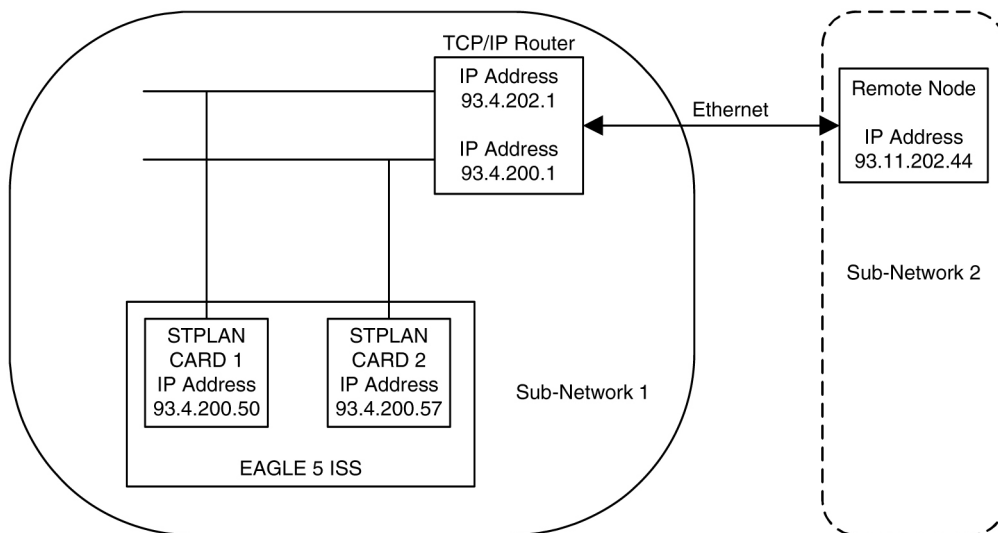 TCP/IP Router
IP Address
93.4.202.1
IP Address
93.4.200.1
Ethernet
Remote Node
IP Address
93.11.202.44
Sub-Network 2
STPLAN
CARD 1
IP Address
93.4.200.50
STPLAN
CARD 2
IP Address
93.4.200.57
Sub-Network 1
EAGLE 5 ISS